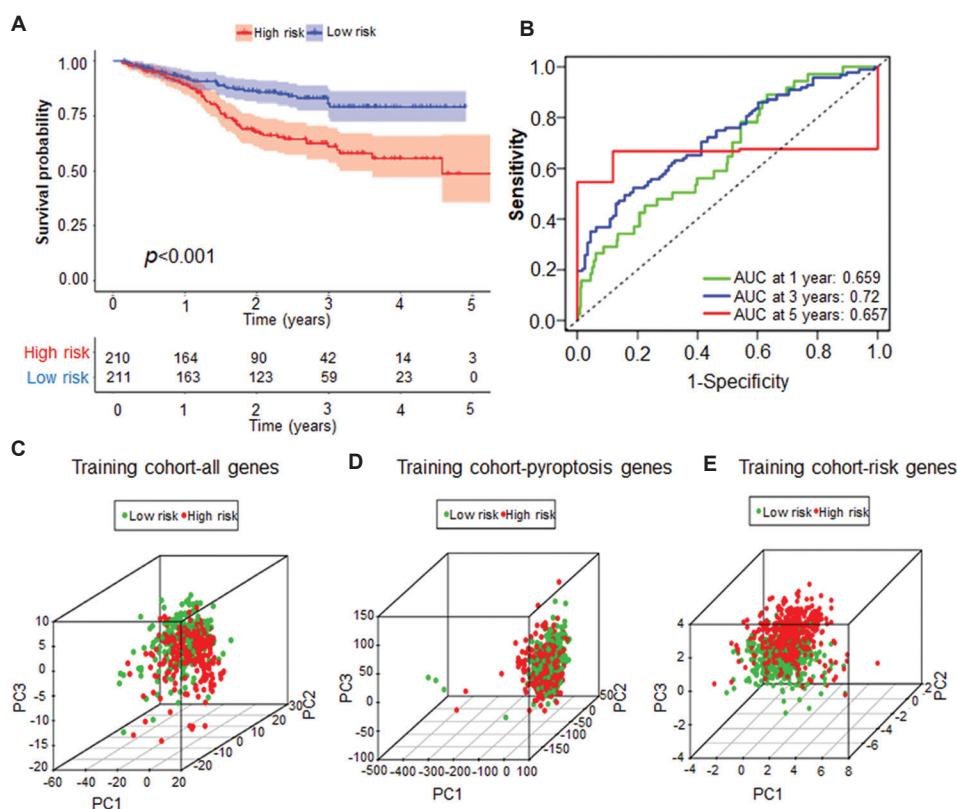 A
High risk Low risk
Survival probability
1.00
0.75
0.50
0.25
0.00
p<0.001
0 1 2 3 4 5
Time (years)
High risk 210 164 90 42 14 3
Low risk 211 163 123 59 23 0
0 1 2 3 4 5
Time (years)
B
Sensitivity
1.0
0.8
0.6
0.4
0.2
0.0
AUC at 1 year: 0.659
AUC at 3 years: 0.72
AUC at 5 years: 0.657
0.0 0.2 0.4 0.6 0.8 1.0
1-Specificity
C
Training cohort-all genes
Low risk High risk
PC3
10
5
0
-5
-10
-15
-20
-60 -40 -20 0 20
PC1
-20
-10
0
10
20
30
PC2
D
Training cohort-pyroptosis genes
Low risk High risk
PC3
150
100
50
0
-50
-100
-500 -400 -300 -200 0 100
PC1
-150
-100
-50
0
50
PC2
E
Training cohort-risk genes
Low risk High risk
PC3
4
2
0
-2
-4
-4 -2 0 2 4 6 8
PC1
-6
-4
-2
0
2
PC2